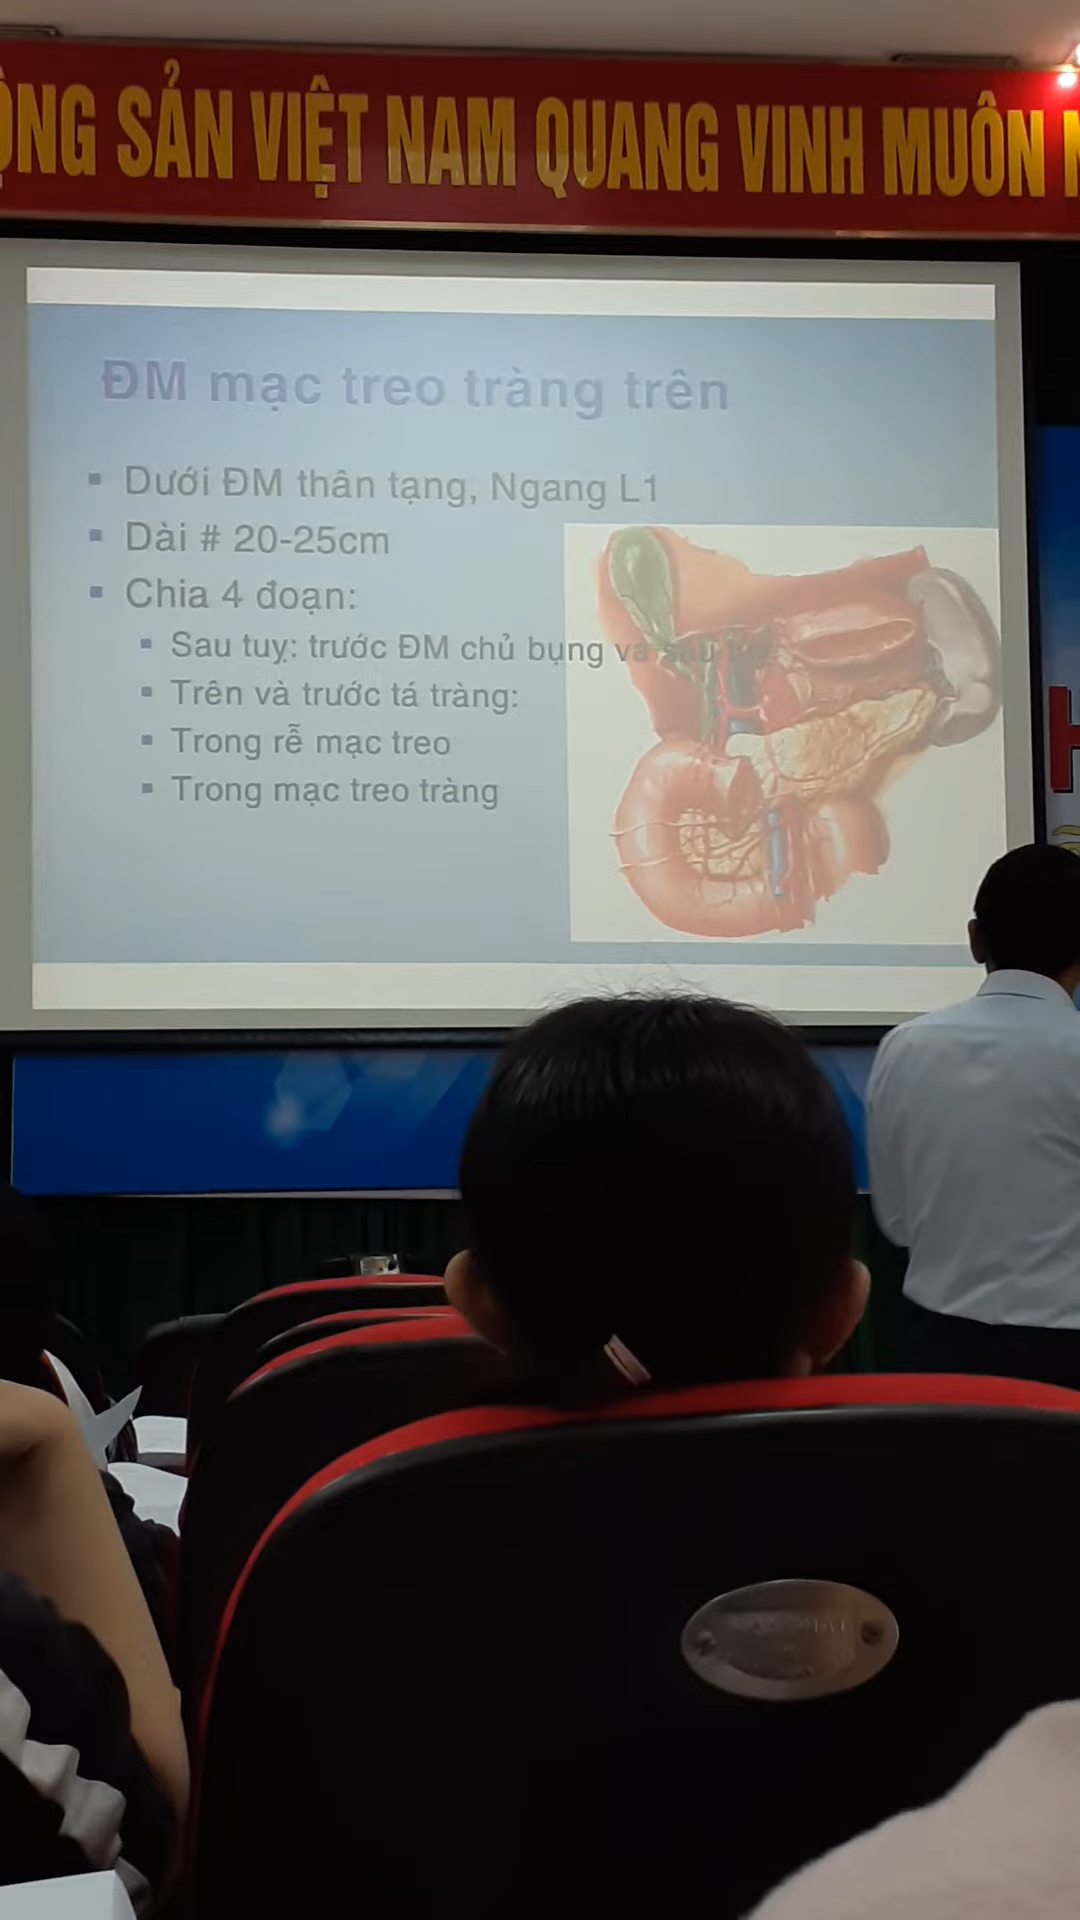 ỘNG SẢN VIỆT NAM QUANG VINH MUÔN N
ĐM mạc treo tràng trên
▪ Dưới ĐM thân tạng, Ngang L1
▪ Dài # 20-25cm
▪ Chia 4 đoạn:
▪ Sau tuỵ: trước ĐM chủ bụng và sau
▪ Trên và trước tá tràng:
▪ Trong rễ mạc treo
▪ Trong mạc treo tràng
H